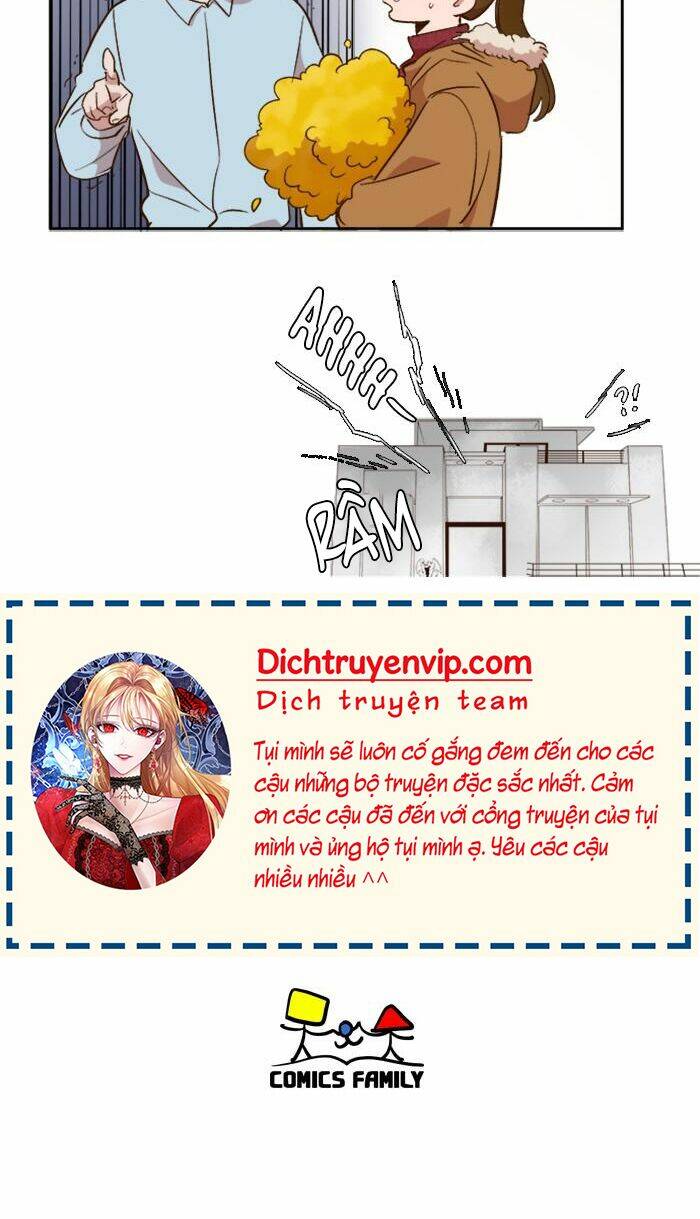 AHHH-
?!
RẦM
Dichtruyenvip.com
Dịch truyện team
Tụi mình sẽ luôn cố gắng đem đến cho các
cậu những bộ truyện đặc sắc nhất. Cảm
ơn các cậu đã đến với cổng truyện của tụi
mình và ủng hộ tụi mình ạ. Yêu các cậu
nhiều nhiều ^^
COMICS FAMILY